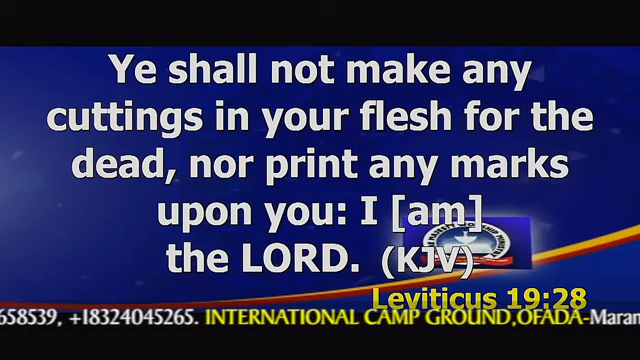 Ye shall not make any
cuttings in your flesh for the
dead, nor print any marks
upon you: I [am]
the LORD. (KJV)
Leviticus 19:28
658539, +18324045265. INTERNATIONAL CAMP GROUND,OFADA-Maran